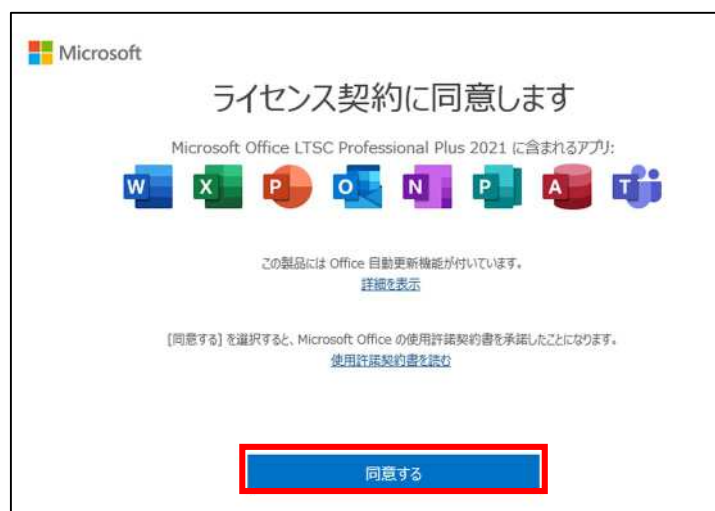 Microsoft
ライセンス契約に同意します
Microsoft Office LTSC Professional Plus 2021 に含まれるアプリ:
W X P O N P A T
この製品には Office 自動更新機能が付いています。
詳細を表示
[同意する] を選択すると、Microsoft Office の使用許諾契約書を承諾したことになります。
使用許諾契約書を読む
同意する